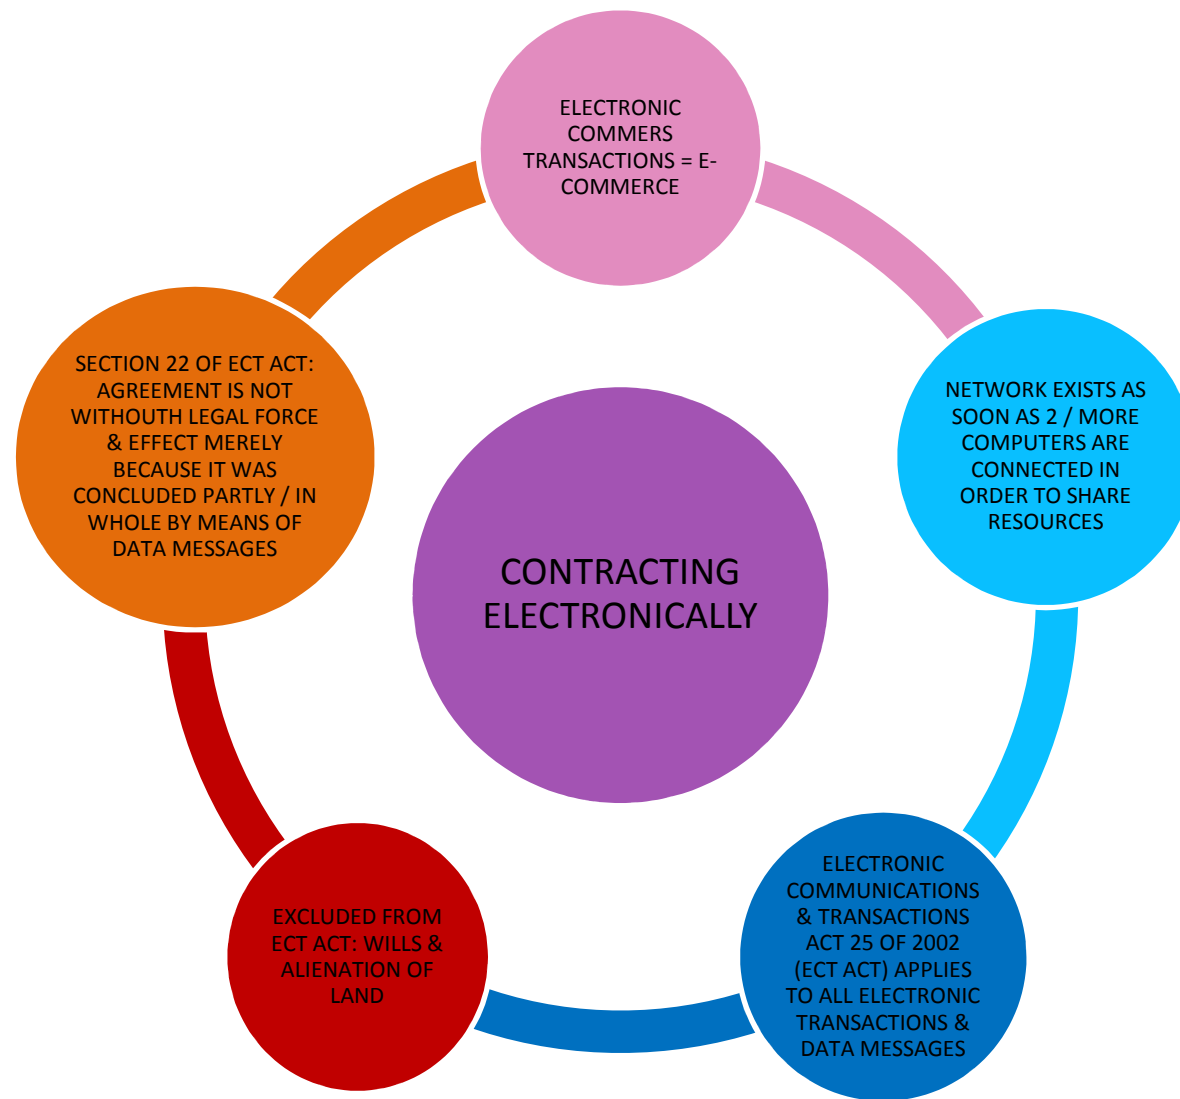 ELECTRONIC
COMMERS
TRANSACTIONS = E-
COMMERCE
NETWORK EXISTS AS
SOON AS 2 / MORE
COMPUTERS ARE
CONNECTED IN
ORDER TO SHARE
RESOURCES
ELECTRONIC
COMMUNICATIONS
& TRANSACTIONS
ACT 25 OF 2002
(ECT ACT) APPLIES
TO ALL ELECTRONIC
TRANSACTIONS &
DATA MESSAGES
EXCLUDED FROM
ECT ACT: WILLS &
ALIENATION OF
LAND
SECTION 22 OF ECT ACT:
AGREEMENT IS NOT
WITHOUTH LEGAL FORCE
& EFFECT MERELY
BECAUSE IT WAS
CONCLUDED PARTLY / IN
WHOLE BY MEANS OF
DATA MESSAGES
CONTRACTING
ELECTRONICALLY